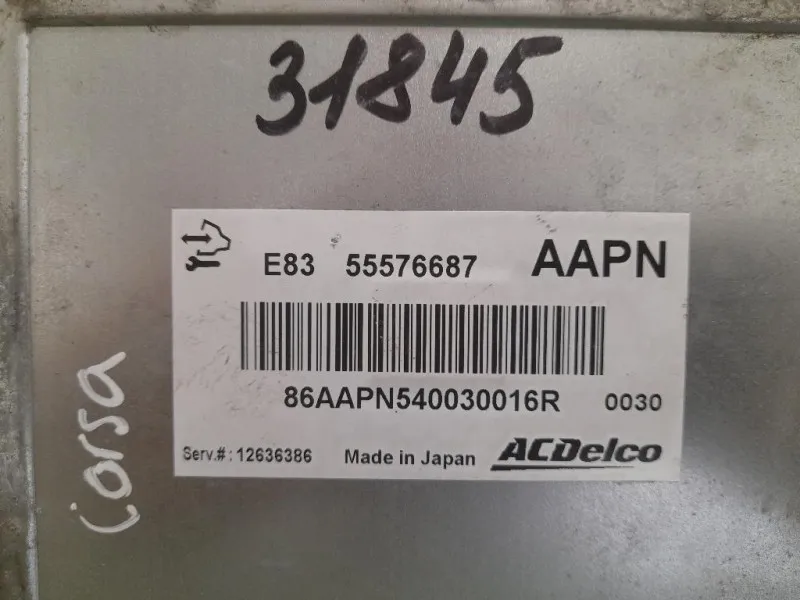 31845
E83 55576687 AAPN
86AAPN540030016R 0030
Serv.#: 12636386 Made in Japan ACDelco
Corsa